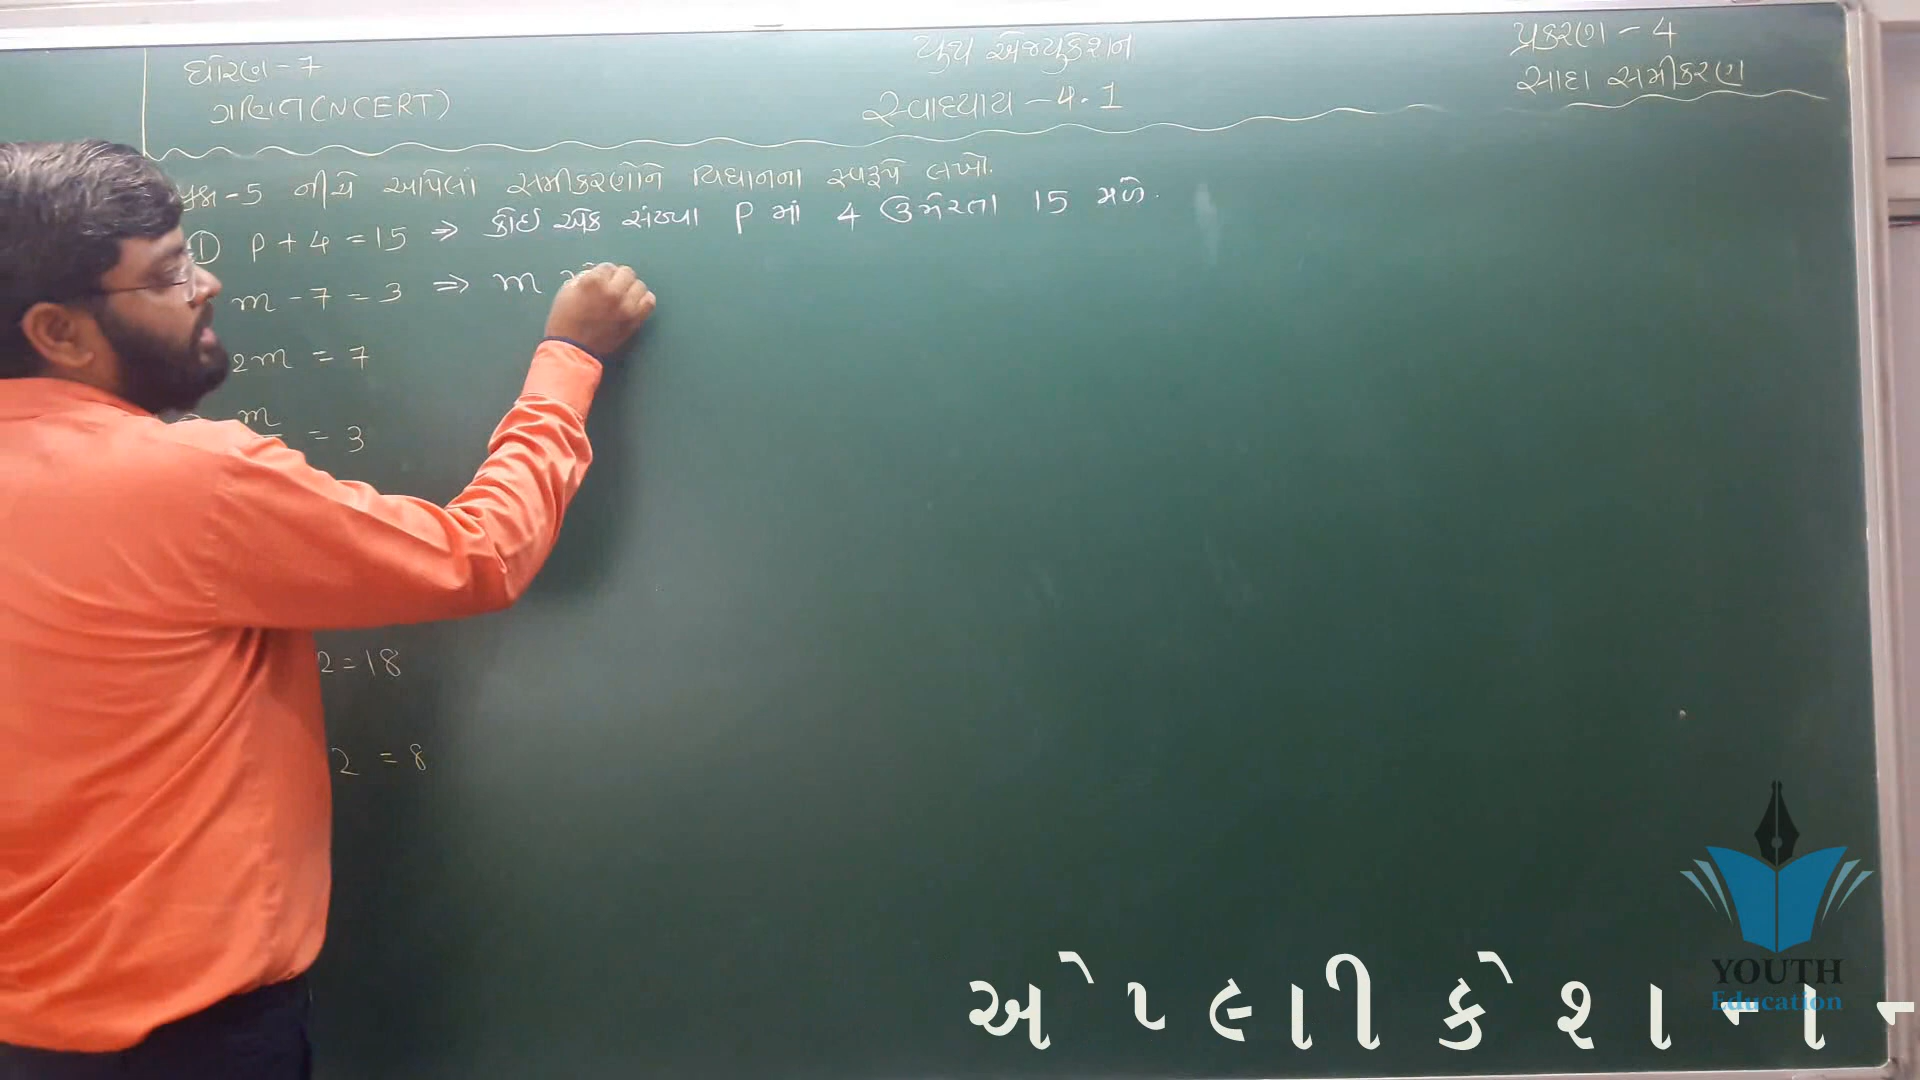 ધોરણ - 7
ગણિત (NCERT)
યુથ એજ્યુકેશન
સ્વાધ્યાય - 4.1
પ્રકરણ - 4
સાદા સમીકરણ
પ્રશ્ન - 5 નીચે આપેલાં સમીકરણોને વિધાનના સ્વરૂપે લખો.
① p + 4 = 15 ⇒ કોઈ એક સંખ્યા P માં 4 ઉમેરતા 15 મળે.
m - 7 = 3 ⇒ m
2m = 7
m
= 3
2 = 18
2 = 8
YOUTH
Education